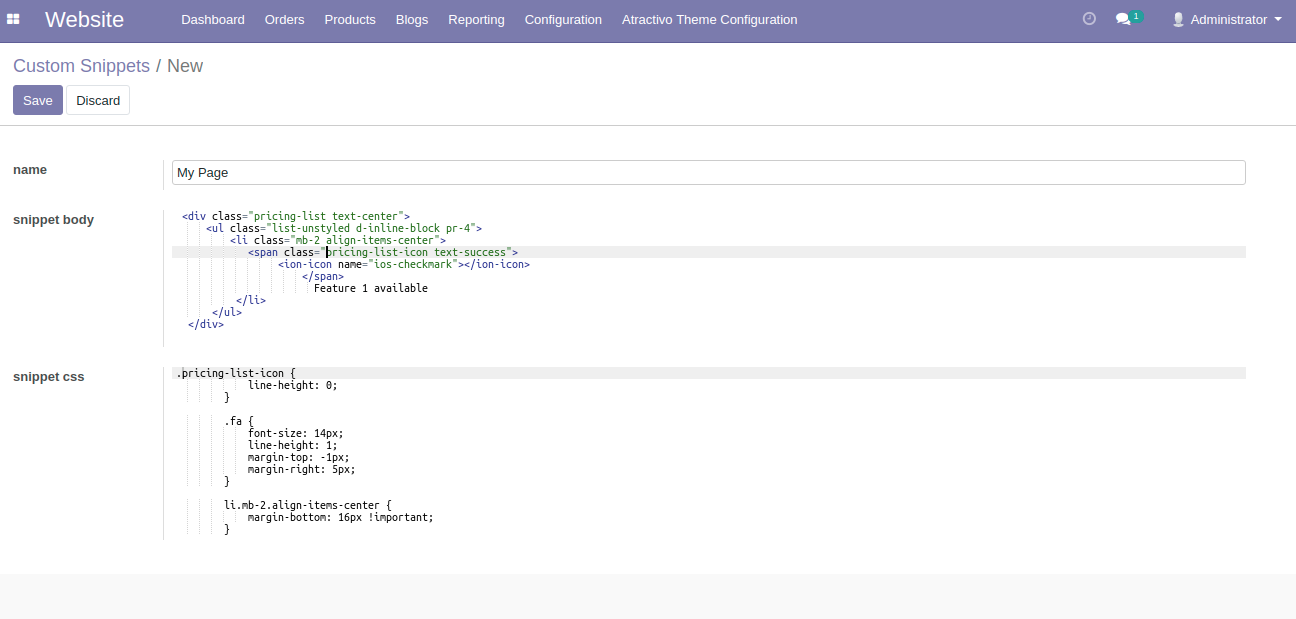 Website Dashboard Orders Products Blogs Reporting Configuration Atractivo Theme Configuration 1 Administrator
Custom Snippets / New
Save Discard
name My Page
snippet body
<div class="pricing-list text-center">
<ul class="list-unstyled d-inline-block pr-4">
<li class="mb-2 align-items-center">
<span class="pricing-list-icon text-success">
<ion-icon name="ios-checkmark"></ion-icon>
</span>
Feature 1 available
</li>
</ul>
</div>
snippet css
.pricing-list-icon {
line-height: 0;
}
.fa {
font-size: 14px;
line-height: 1;
margin-top: -1px;
margin-right: 5px;
}
li.mb-2.align-items-center {
margin-bottom: 16px !important;
}